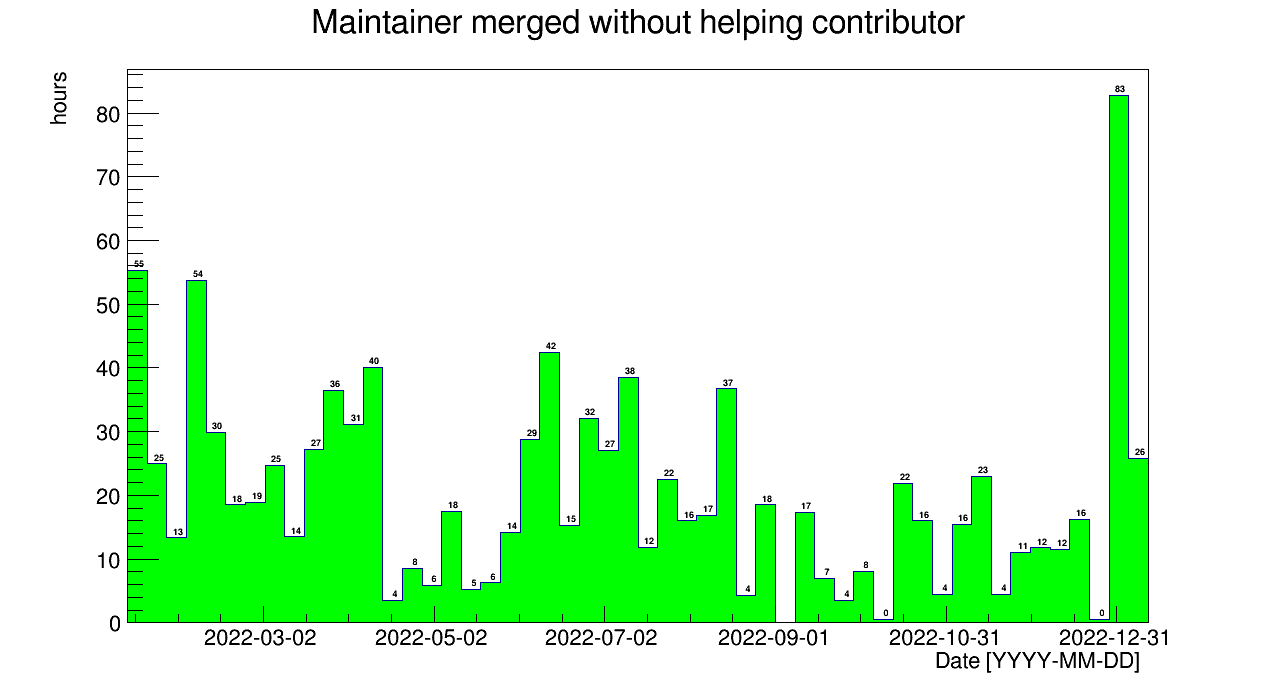 Maintainer merged without helping contributor
hours
80
70
60
50
40
30
20
10
0
55 25 13 54 30 18 19 25 14 27 36 31 40 4 8 6 18 5 6 14 29 42 15 32 27 38 12 22 16 17 37 4 18 17 7 4 8 0 22 16 4 16 23 4 11 12 12 16 0 83 26
2022-03-02 2022-05-02 2022-07-02 2022-09-01 2022-10-31 2022-12-31
Date [YYYY-MM-DD]